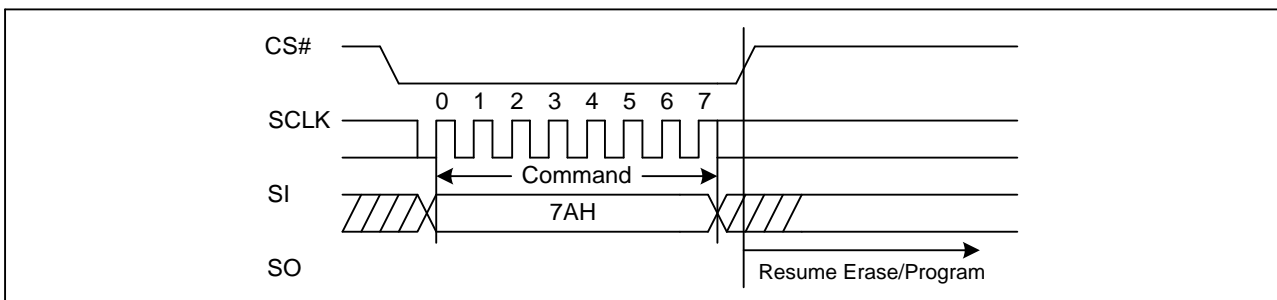 CS#
0 1 2 3 4 5 6 7
SCLK
Command
SI
7AH
SO
Resume Erase/Program